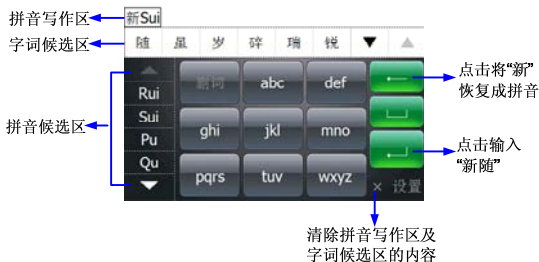 拼音写作区
新Sui
字词候选区
随 虽 岁 碎 瑞 锐
拼音候选区
Rui
Sui
Pu
Qu
删词 abc def
ghi jkl mno
pqrs tuv wxyz
× 设置
点击将“新”
恢复成拼音
点击输入
“新随”
清除拼音写作区及
字词候选区的内容